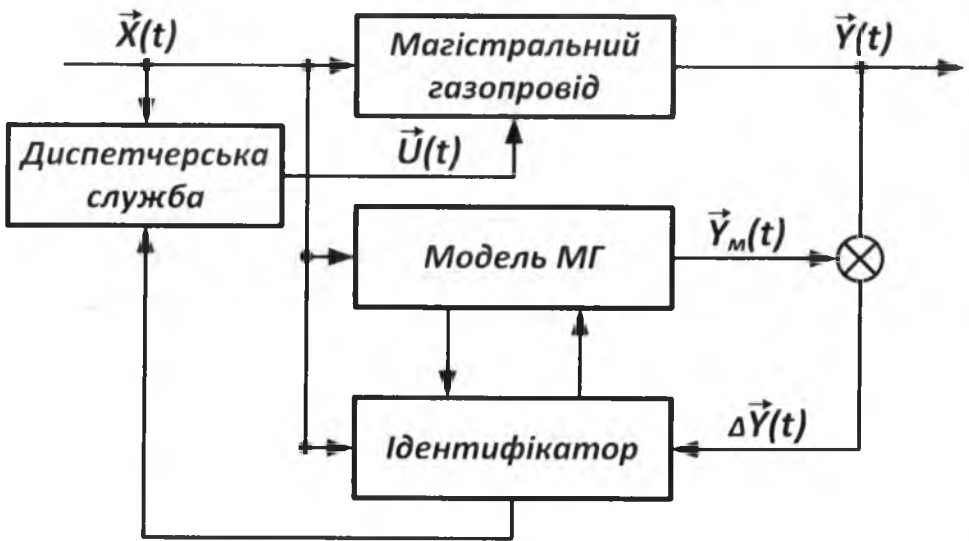 X⃗(t)
Магістральний
газопровід
Y⃗(t)
Диспетчерська
служба
U⃗(t)
Модель МГ
Y⃗м(t)
Ідентифікатор
ΔY⃗(t)